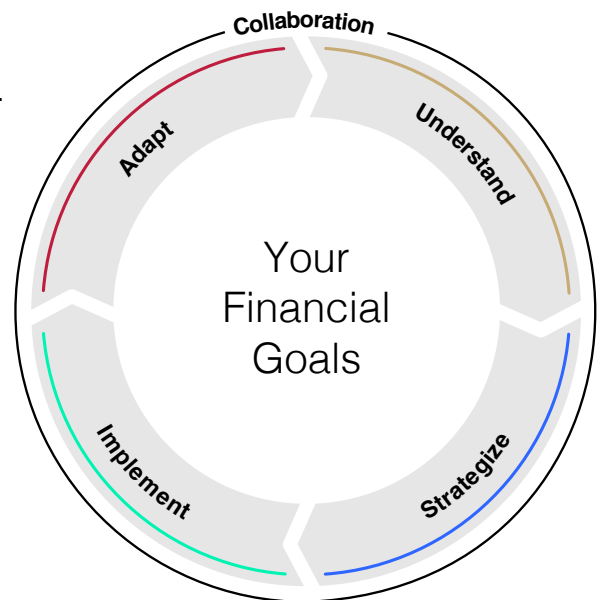 Collaboration
Understand
Strategize
Implement
Adapt
Your
Financial
Goals